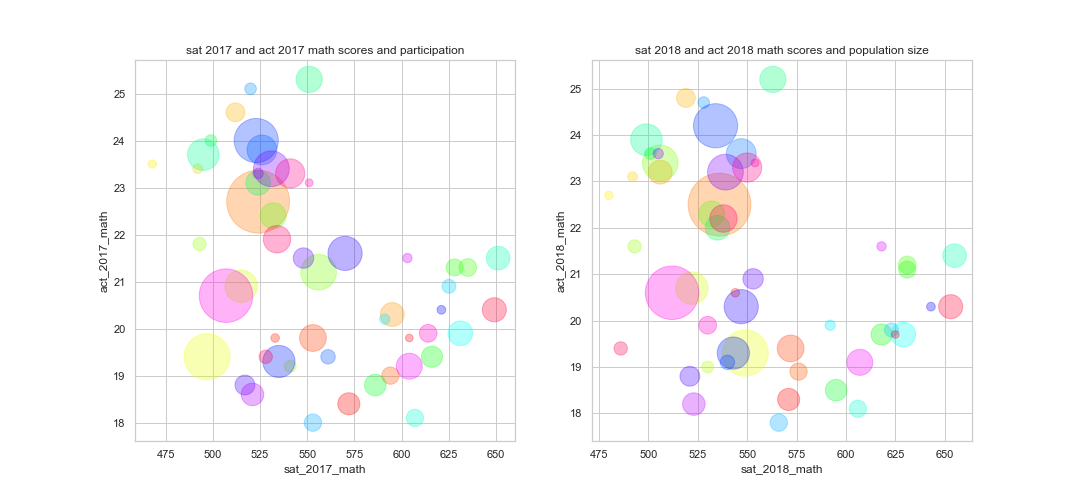 sat 2017 and act 2017 math scores and participation
act_2017_math
25
24
23
22
21
20
19
18
475 500 525 550 575 600 625 650
sat_2017_math
sat 2018 and act 2018 math scores and population size
act_2018_math
25
24
23
22
21
20
19
18
475 500 525 550 575 600 625 650
sat_2018_math